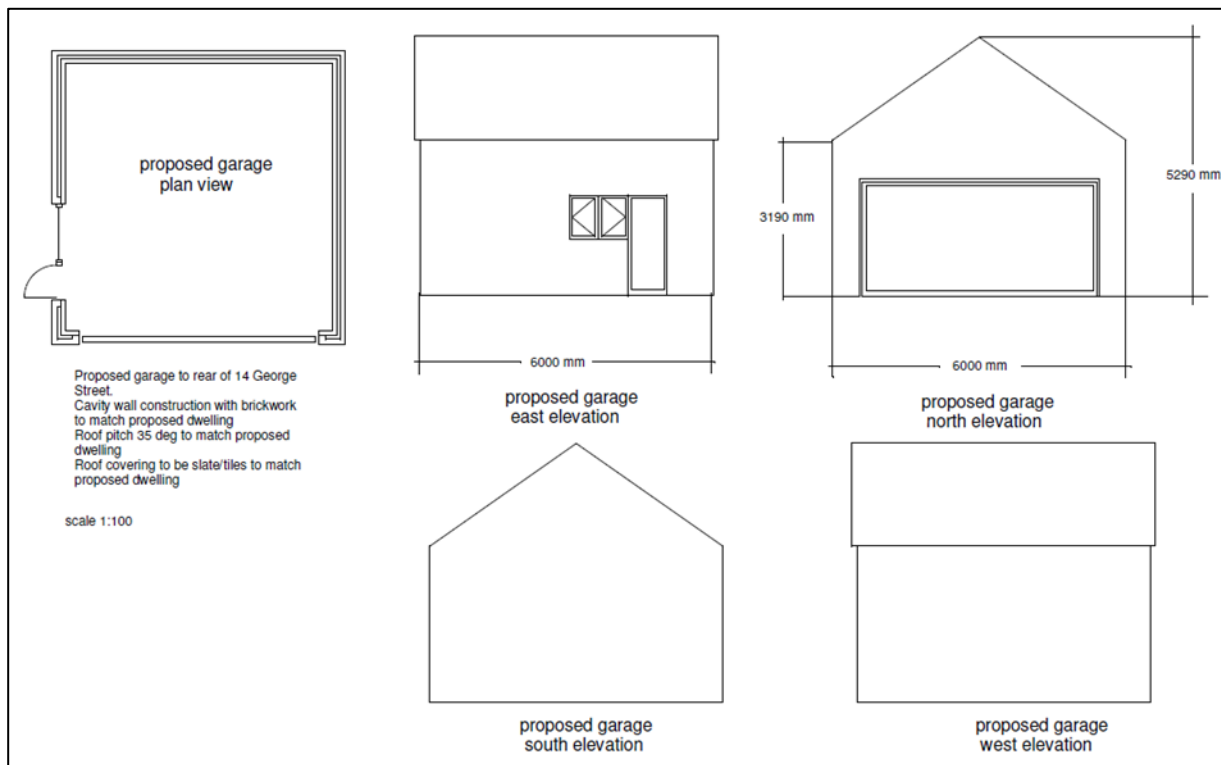 proposed garage
plan view
Proposed garage to rear of 14 George
Street.
Cavity wall construction with brickwork
to match proposed dwelling
Roof pitch 35 deg to match proposed
dwelling
Roof covering to be slate/tiles to match
proposed dwelling
scale 1:100
6000 mm
proposed garage
east elevation
3190 mm
5290 mm
6000 mm
proposed garage
north elevation
proposed garage
south elevation
proposed garage
west elevation